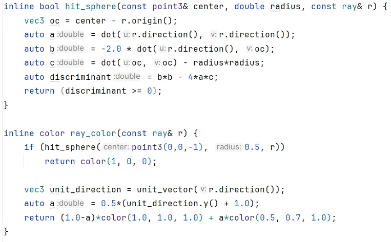 inline bool hit_sphere(const point3& center, double radius, const ray& r) {
vec3 oc = center - r.origin();
auto a :double = dot( u: r.direction(), v: r.direction());
auto b :double = -2.0 * dot( u: r.direction(), v: oc);
auto c :double = dot( u: oc, v: oc) - radius*radius;
auto discriminant :double = b*b - 4*a*c;
return (discriminant >= 0);
}
inline color ray_color(const ray& r) {
if (hit_sphere( center: point3(0,0,-1), radius: 0.5, r))
return color(1, 0, 0);
vec3 unit_direction = unit_vector( v: r.direction());
auto a :double = 0.5*(unit_direction.y() + 1.0);
return (1.0-a)*color(1.0, 1.0, 1.0) + a*color(0.5, 0.7, 1.0);
}